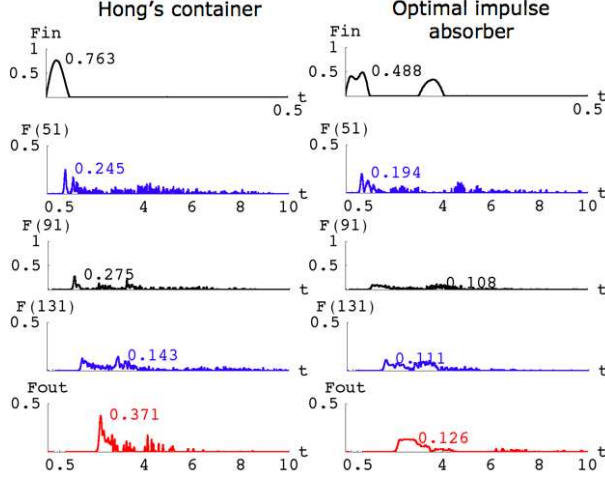 Hong's container
Fin
1
0.5
0.763
t
0.5
F(51)
0.5
0.245
t
0.5
4
6
10
F(91)
1
0.5
0.275
t
F(131)
0.5
0.143
t
Fout
0.5
0.371
t
0.5
4
6
10
Optimal impulse
absorber
Fin
1
0.5
0.488
t
0.5
F(51)
0.5
0.194
t
0.5
4
6
10
F(91)
1
0.5
0.108
t
F(131)
0.5
0.111
t
Fout
0.5
0.126
t
0.5
4
6
10